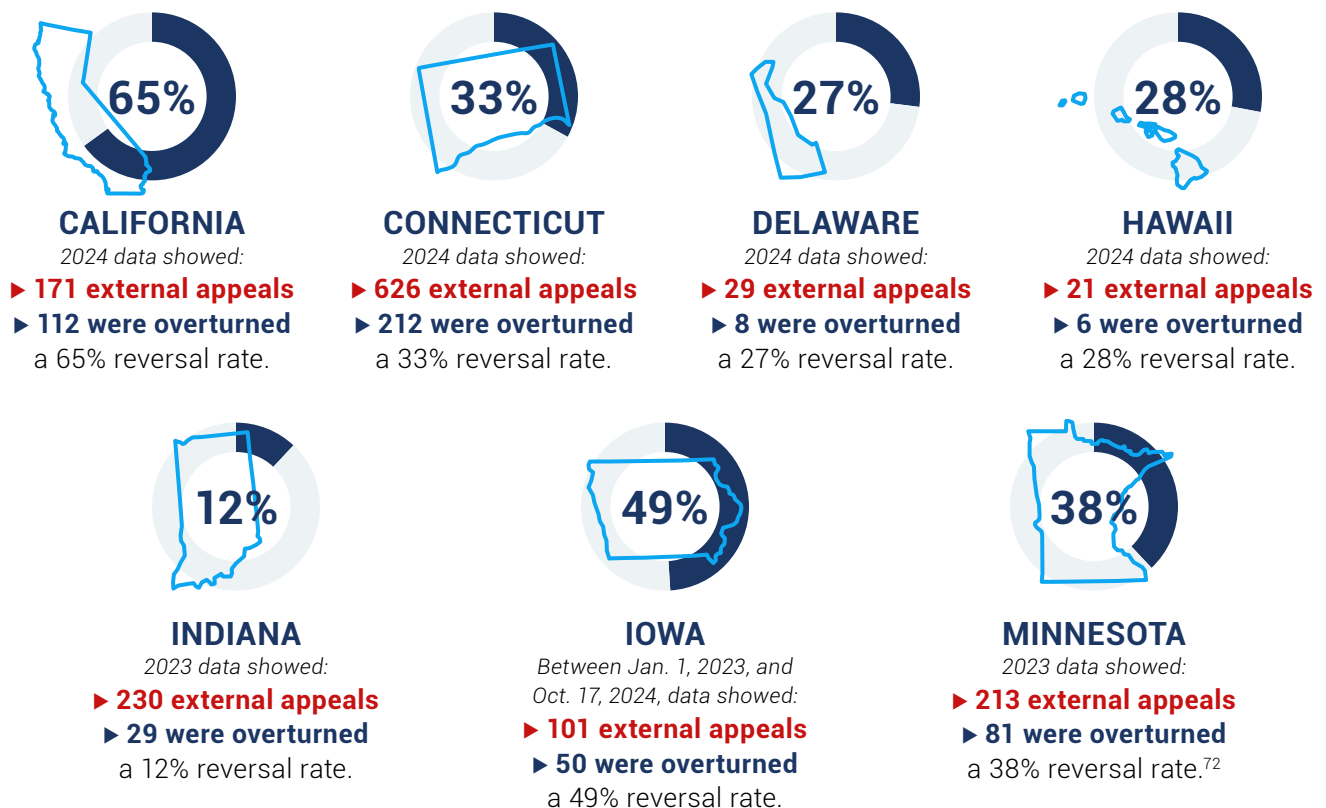 65%
CALIFORNIA
2024 data showed:
▶ 171 external appeals
▶ 112 were overturned
a 65% reversal rate.
33%
CONNECTICUT
2024 data showed:
▶ 626 external appeals
▶ 212 were overturned
a 33% reversal rate.
27%
DELAWARE
2024 data showed:
▶ 29 external appeals
▶ 8 were overturned
a 27% reversal rate.
28%
HAWAII
2024 data showed:
▶ 21 external appeals
▶ 6 were overturned
a 28% reversal rate.
12%
INDIANA
2023 data showed:
▶ 230 external appeals
▶ 29 were overturned
a 12% reversal rate.
49%
IOWA
Between Jan. 1, 2023, and
Oct. 17, 2024, data showed:
▶ 101 external appeals
▶ 50 were overturned
a 49% reversal rate.
38%
MINNESOTA
2023 data showed:
▶ 213 external appeals
▶ 81 were overturned
a 38% reversal rate.72